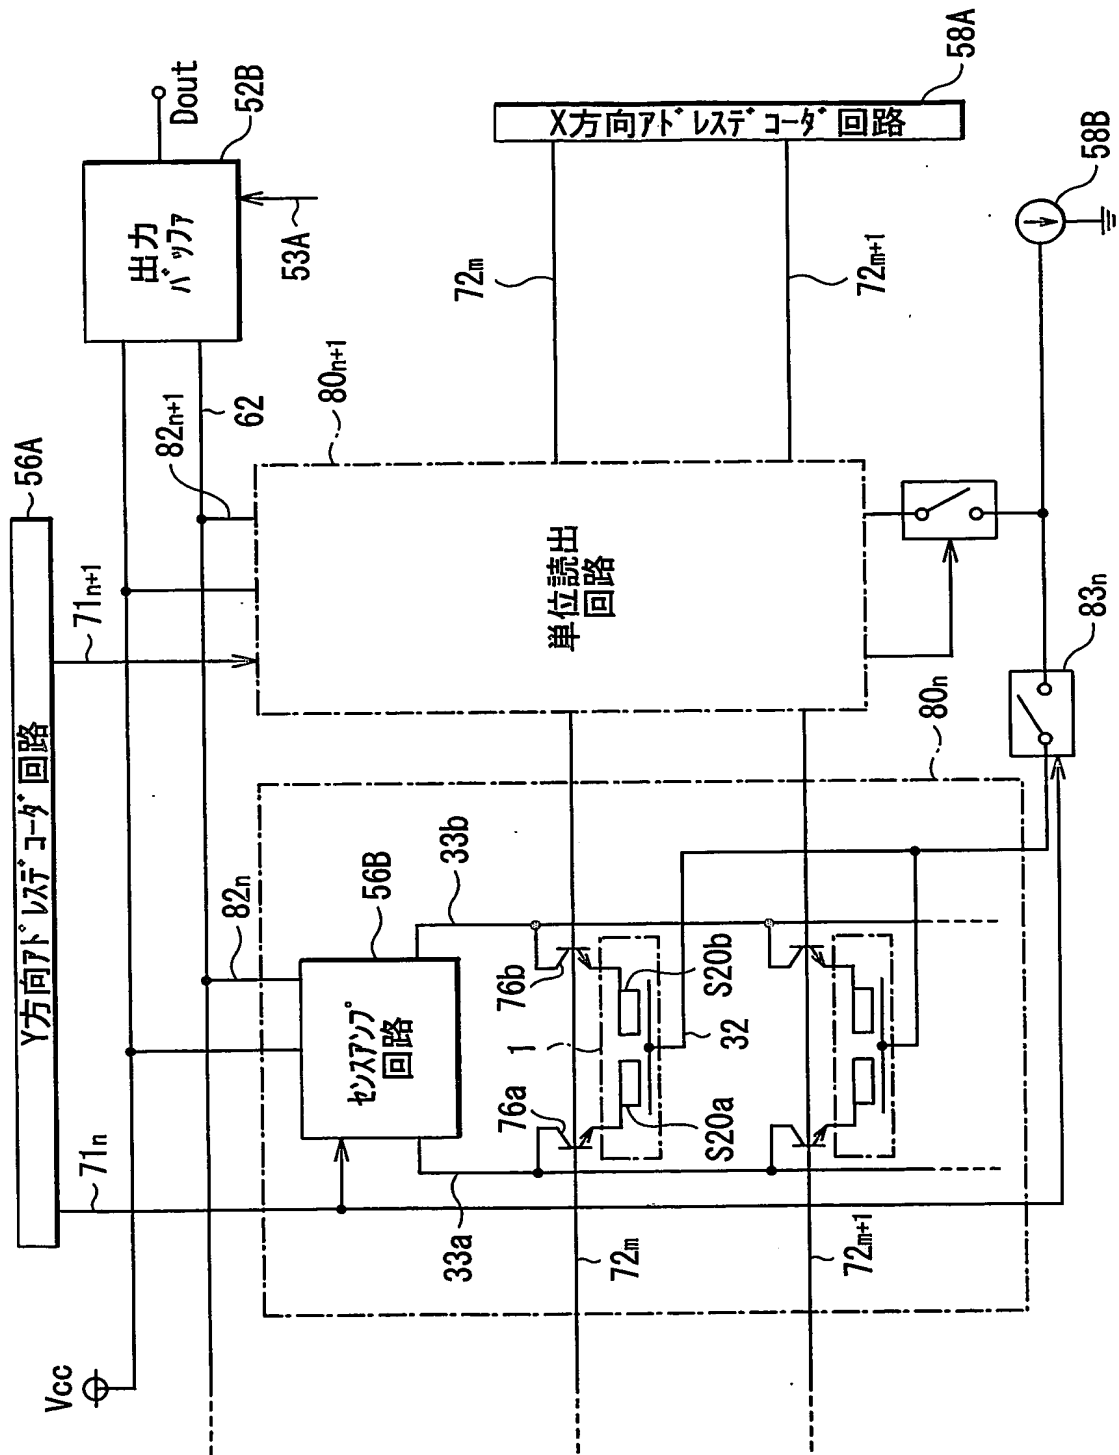 Vcc
Y方向アドレスデコーダ回路
56A
71n
71n+1
82n
82n+1
62
出力
バッファ
52B
Dout
53A
センスアンプ
回路
56B
33a
33b
80n+1
単位読出
回路
72m
72m+1
X方向アドレスデコーダ回路
58A
58B
76a
76b
1
S20a
S20b
32
72m
72m+1
80n
83n